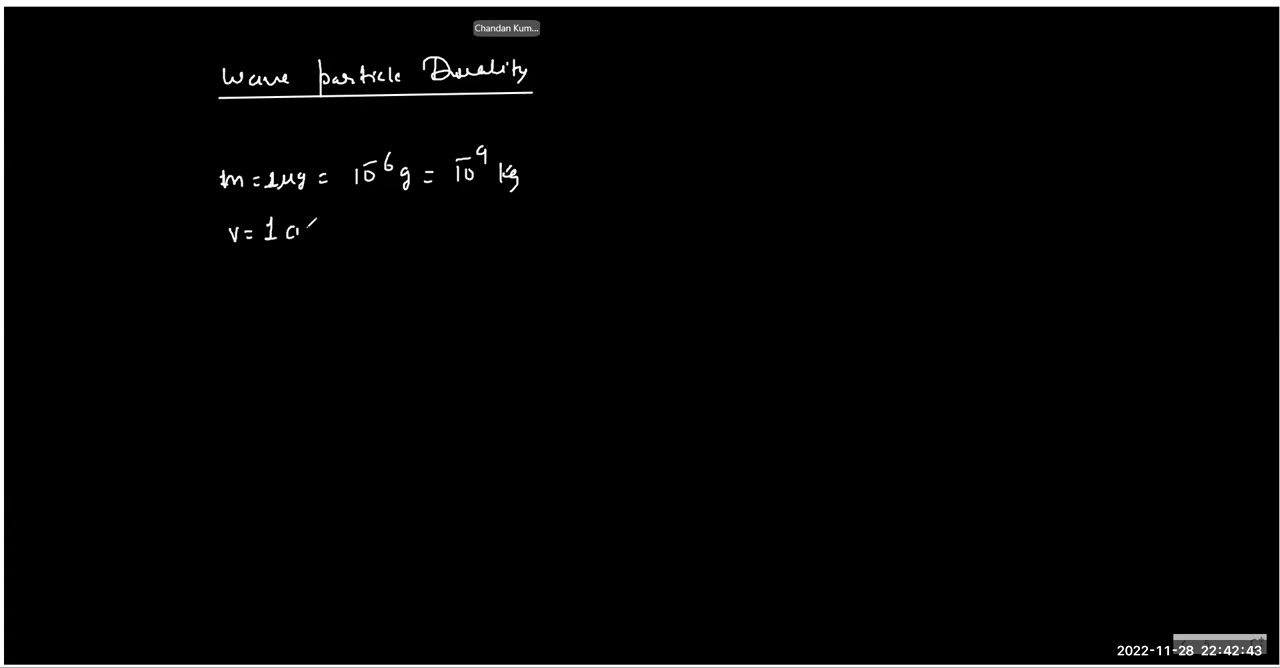 Chandan Kum...
Wave particle Duality
m = 1μg = 10⁻⁶ g = 10⁻⁹ kg
v = 1 c
2022-11-28 22:42:43